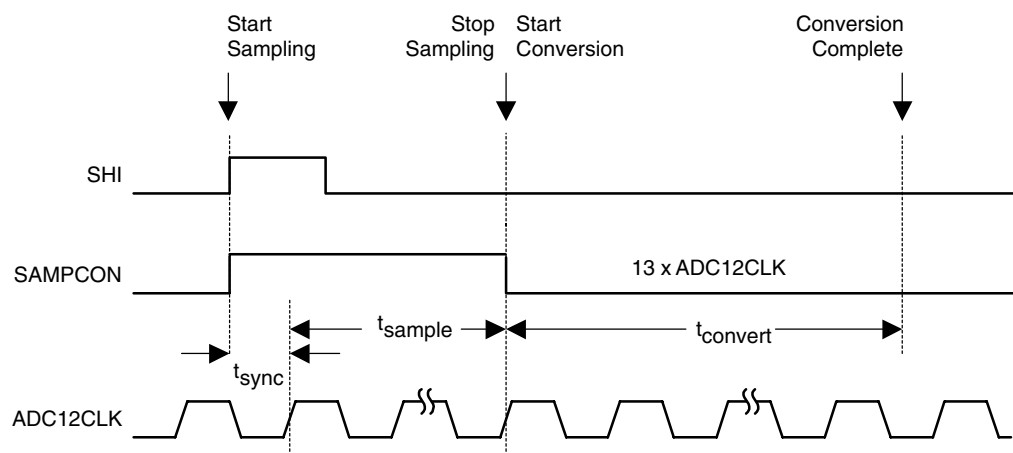 Start
Sampling
Stop
Sampling
Start
Conversion
Conversion
Complete
SHI
SAMPCON
13 x ADC12CLK
tsample
tconvert
tsync
ADC12CLK